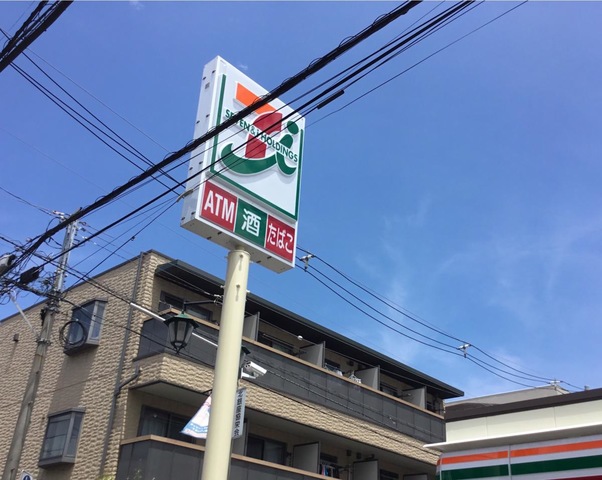 SEVEN & i HOLDINGS
ATM
酒
たばこ